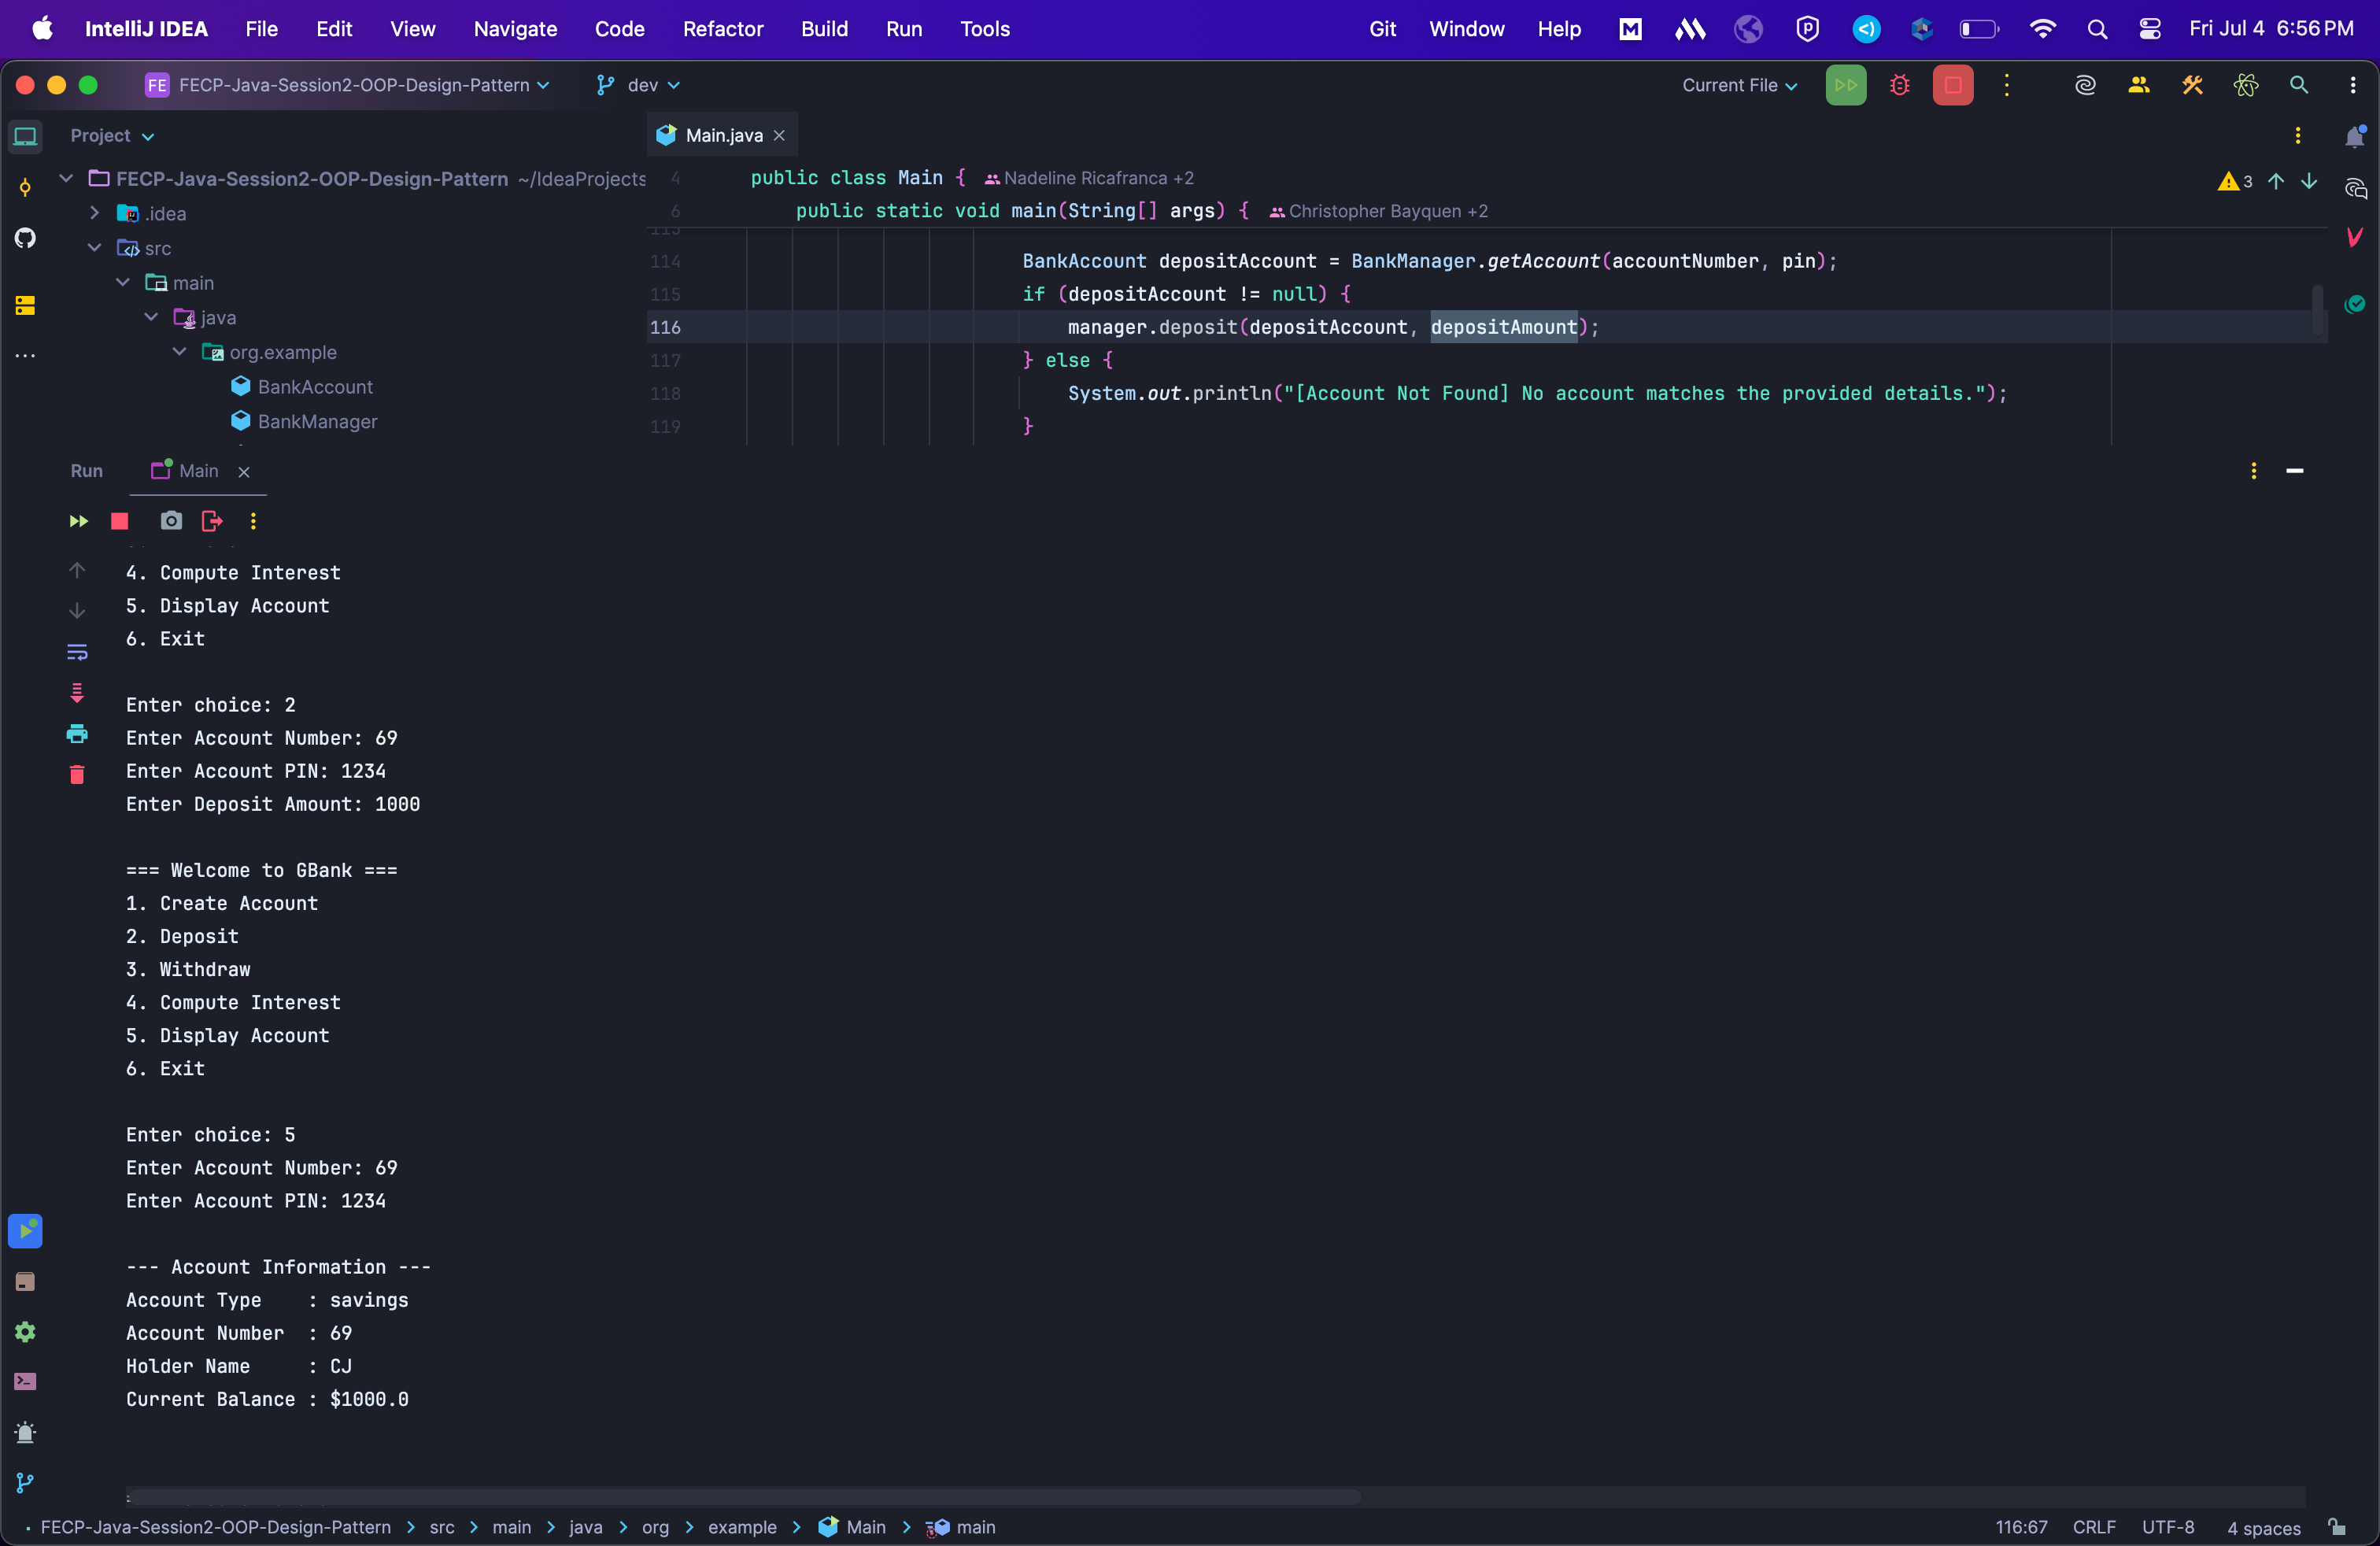 IntelliJ IDEA File Edit View Navigate Code Refactor Build Run Tools Git Window Help Fri Jul 4 6:56 PM
FE FECP-Java-Session2-OOP-Design-Pattern dev Current File
Project
Main.java
FECP-Java-Session2-OOP-Design-Pattern ~/IdeaProjects
.idea
src
main
java
org.example
BankAccount
BankManager
4 public class Main { Nadeline Ricafranca +2
3
6 public static void main(String[] args) { Christopher Bayquen +2
114 BankAccount depositAccount = BankManager.getAccount(accountNumber, pin);
115 if (depositAccount != null) {
116 manager.deposit(depositAccount, depositAmount);
117 } else {
118 System.out.println("[Account Not Found] No account matches the provided details.");
119 }
Run Main
4. Compute Interest
5. Display Account
6. Exit
Enter choice: 2
Enter Account Number: 69
Enter Account PIN: 1234
Enter Deposit Amount: 1000
=== Welcome to GBank ===
1. Create Account
2. Deposit
3. Withdraw
4. Compute Interest
5. Display Account
6. Exit
Enter choice: 5
Enter Account Number: 69
Enter Account PIN: 1234
--- Account Information ---
Account Type : savings
Account Number : 69
Holder Name : CJ
Current Balance : $1000.0
FECP-Java-Session2-OOP-Design-Pattern > src > main > java > org > example > Main > main 116:67 CRLF UTF-8 4 spaces